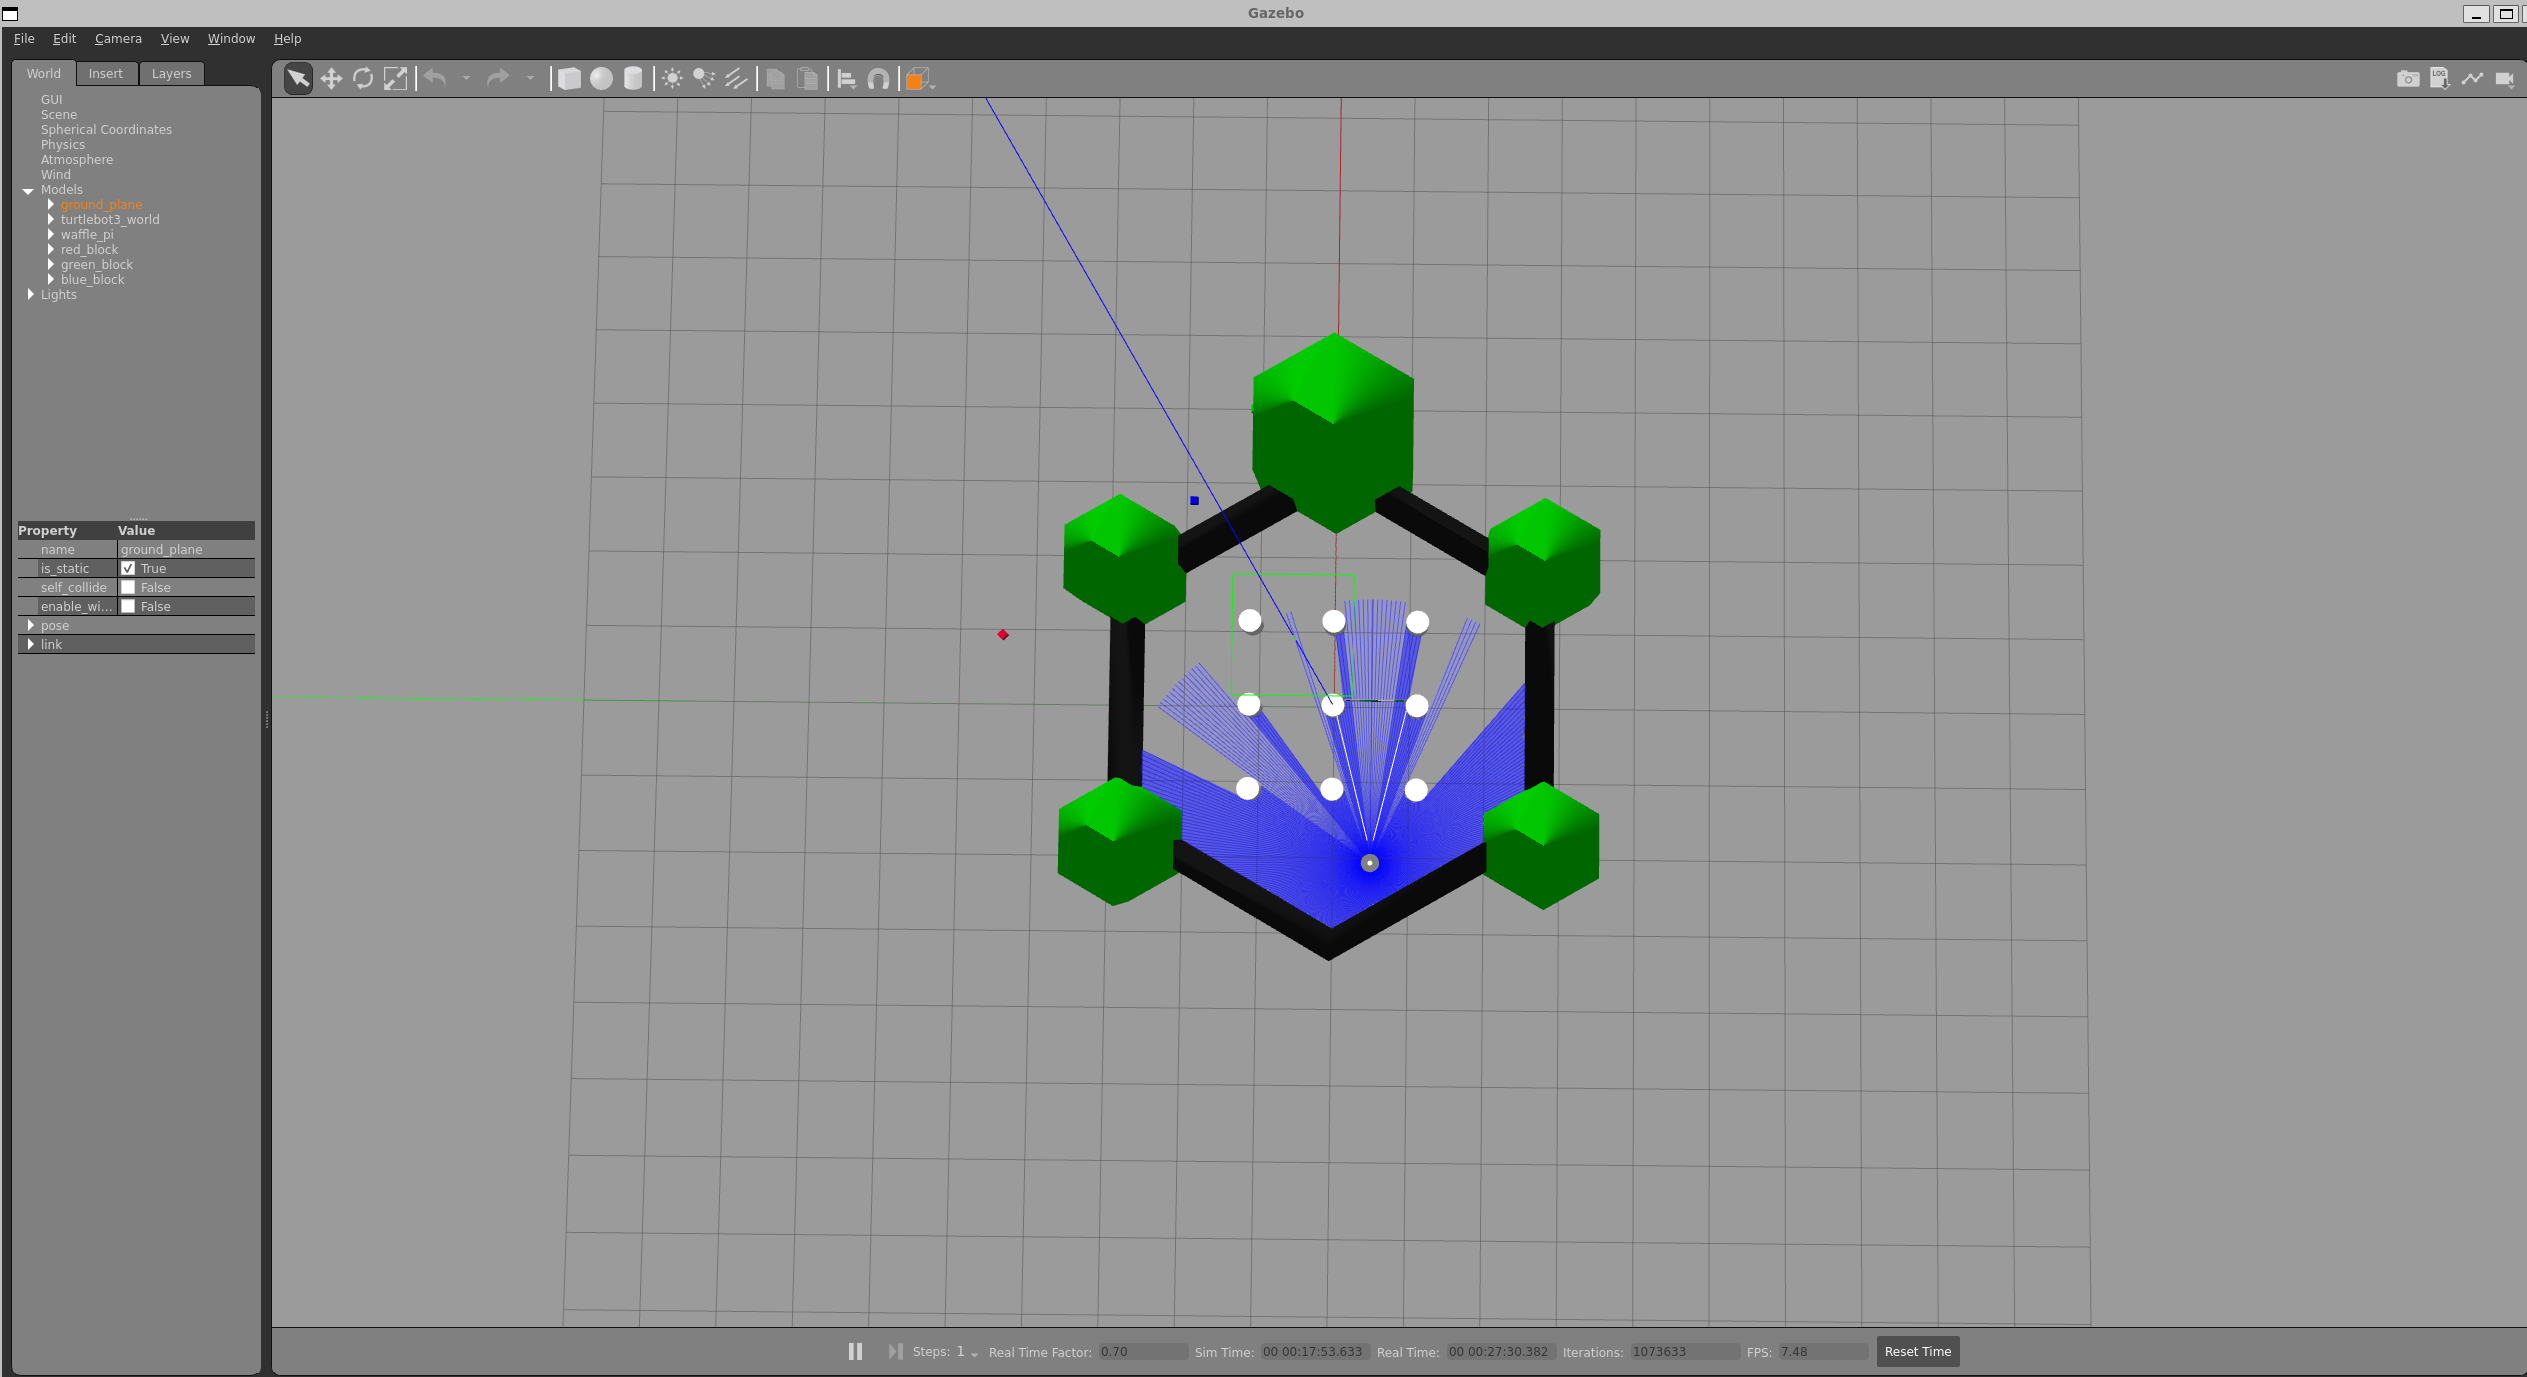 Gazebo
File Edit Camera View Window Help
World Insert Layers
LOG
GUI
Scene
Spherical Coordinates
Physics
Atmosphere
Wind
Models
ground_plane
turtlebot3_world
waffle_pi
red_block
green_block
blue_block
Lights
Property Value
name ground_plane
is_static True
self_collide False
enable_wi... False
pose
link
Steps: 1 Real Time Factor: 0.70 Sim Time: 00 00:17:53.633 Real Time: 00 00:27:30.382 Iterations: 1073633 FPS: 7.48 Reset Time